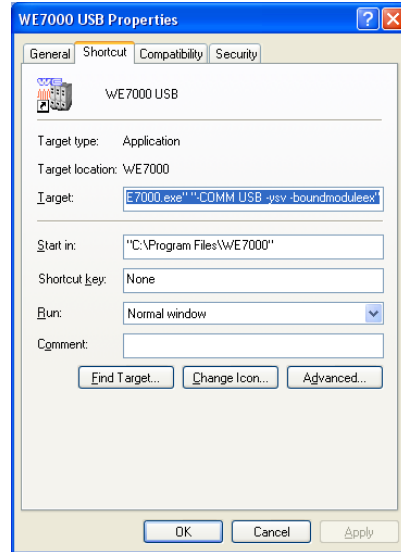 WE7000 USB Properties
General Shortcut Compatibility Security
WE7000 USB
Target type: Application
Target location: WE7000
Target: E7000.exe" "-COMM USB -ysv -boundmoduleex"
Start in: "C:\Program Files\WE7000"
Shortcut key: None
Run: Normal window
Comment:
Find Target... Change Icon... Advanced...
OK Cancel Apply